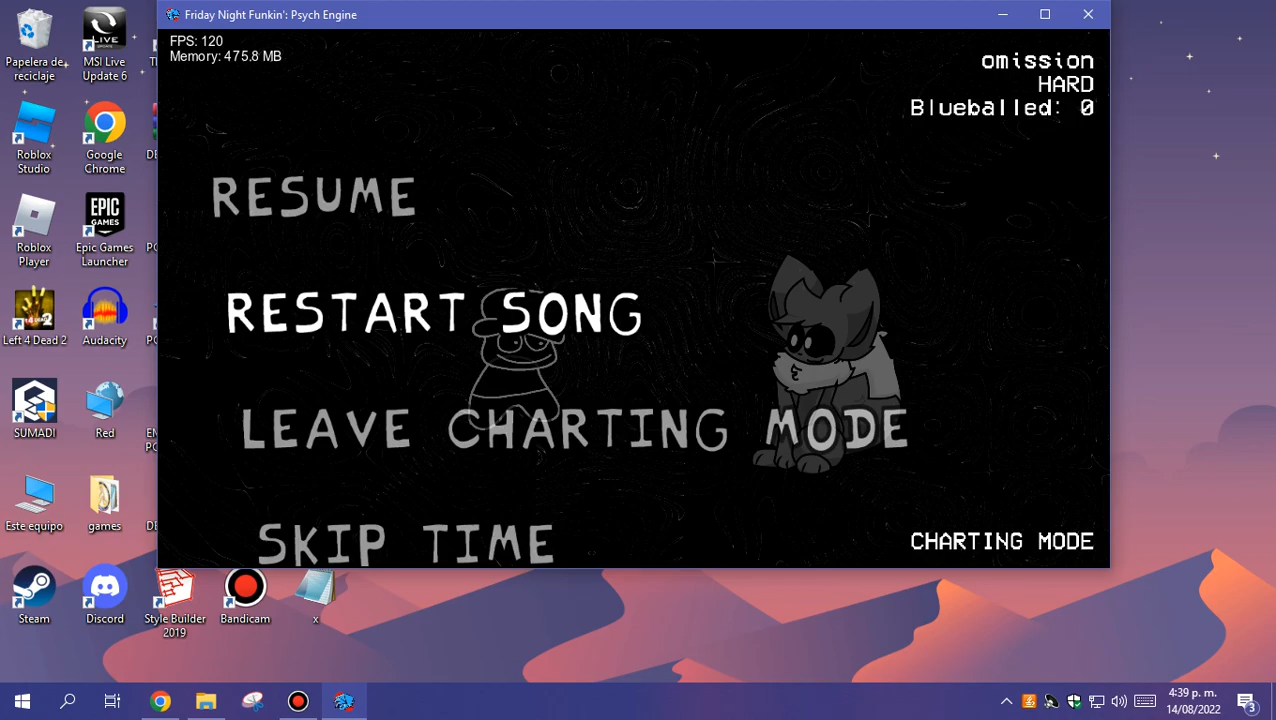 Friday Night Funkin': Psych Engine
FPS: 120
Memory: 475.8 MB
omission
HARD
Blueballed: 0
RESUME
RESTART SONG
LEAVE CHARTING MODE
SKIP TIME
CHARTING MODE
Papelera de
reciclaje
MSI Live
Update 6
Roblox
Studio
Google
Chrome
Roblox
Player
EPIC
GAMES
Epic Games
Launcher
Left 4 Dead 2
Audacity
SUMADI
Red
Este equipo
games
Steam
Discord
Style Builder
2019
Bandicam
x
4:39 p. m.
14/08/2022
3